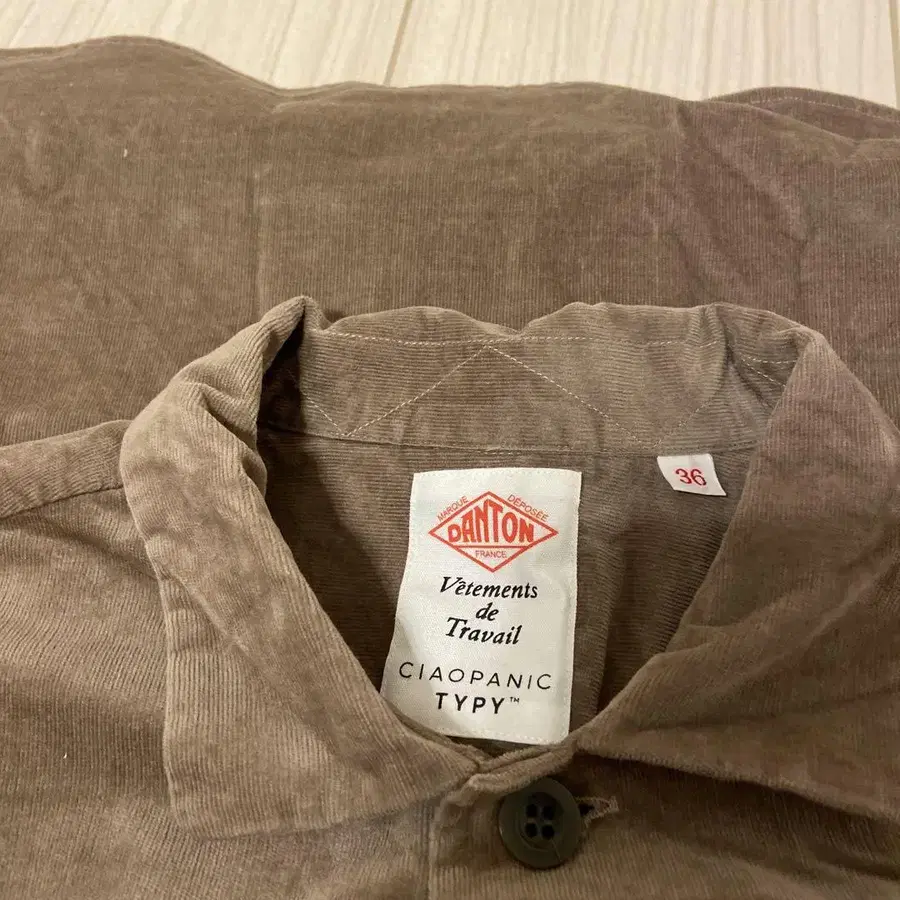 MARQUE DÉPOSÉE
DANTON
FRANCE
Vêtements
de
Travail
CIAOPANIC
TYPY™
36